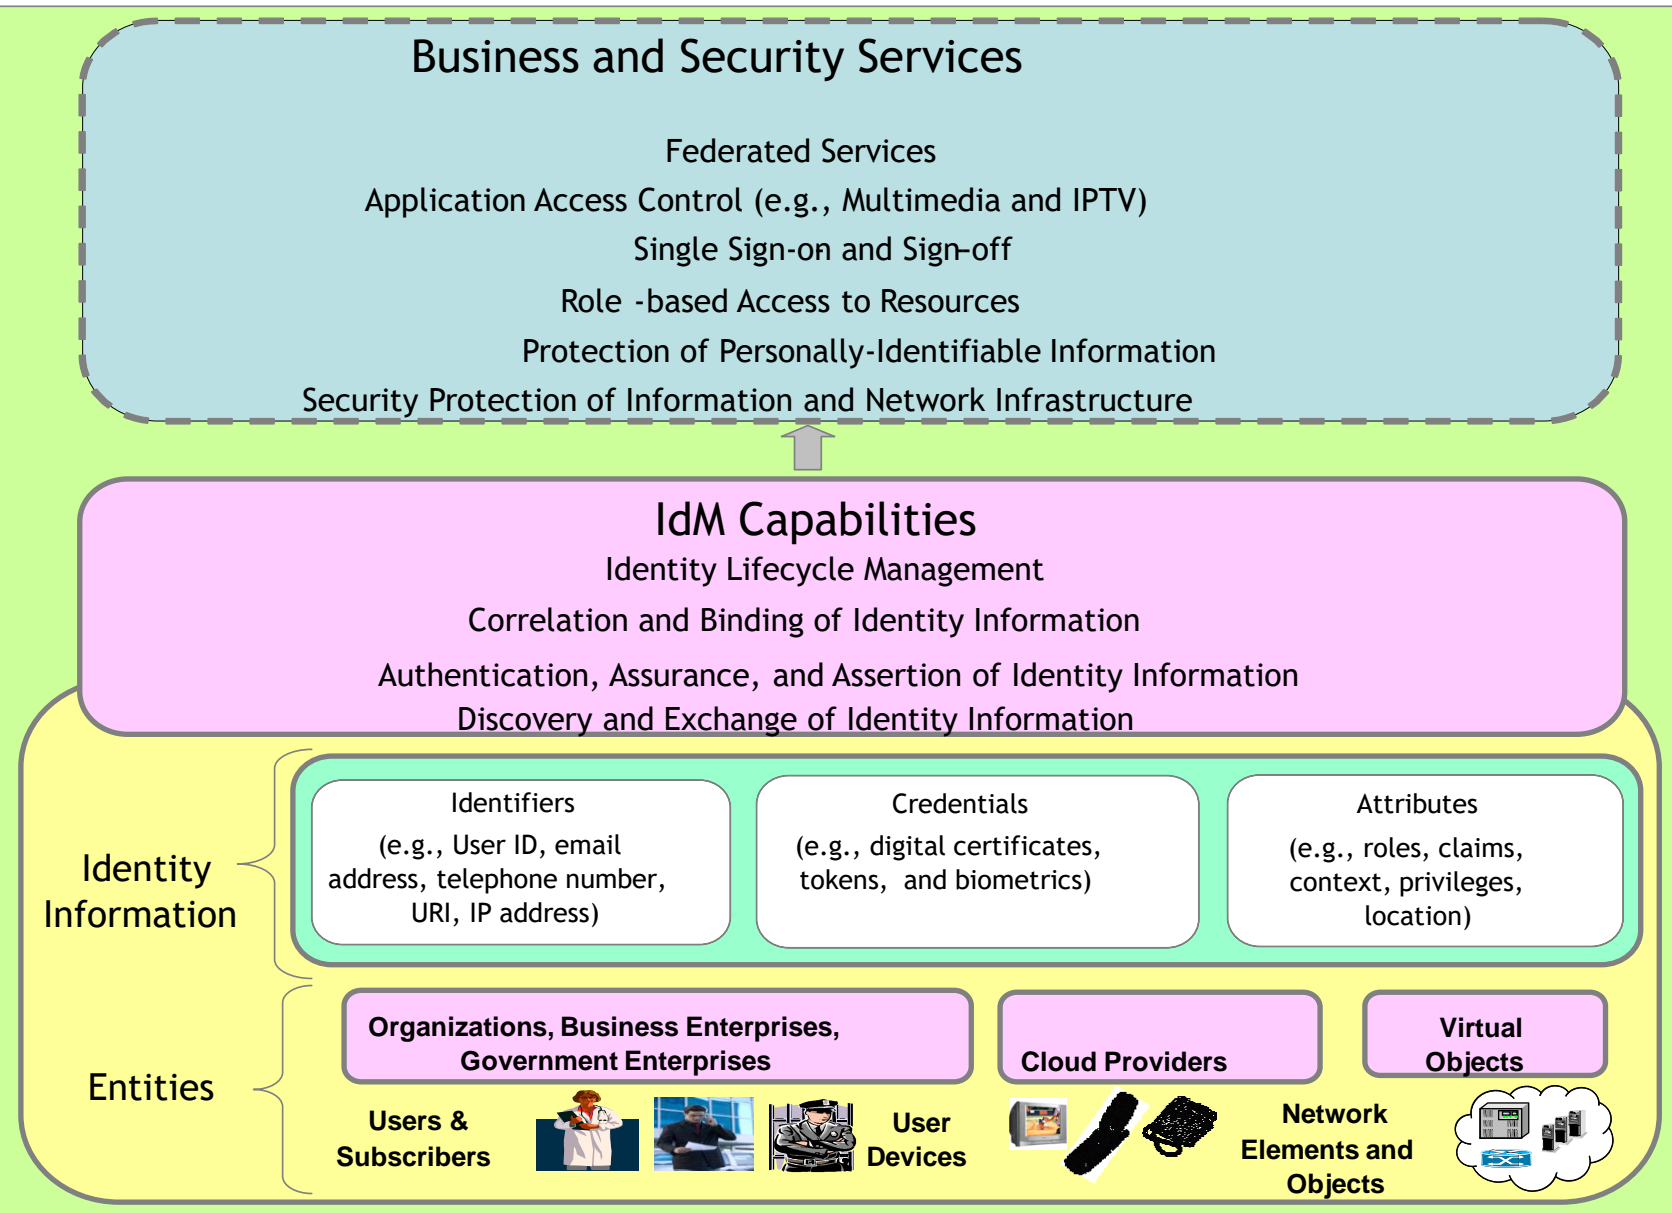 Business and Security Services
Federated Services
Application Access Control (e.g., Multimedia and IPTV)
Single Sign-on and Sign-off
Role -based Access to Resources
Protection of Personally-Identifiable Information
Security Protection of Information and Network Infrastructure
IdM Capabilities
Identity Lifecycle Management
Correlation and Binding of Identity Information
Authentication, Assurance, and Assertion of Identity Information
Discovery and Exchange of Identity Information
Identity
Information
Identifiers
(e.g., User ID, email
address, telephone number,
URI, IP address)
Credentials
(e.g., digital certificates,
tokens, and biometrics)
Attributes
(e.g., roles, claims,
context, privileges,
location)
Entities
Organizations, Business Enterprises,
Government Enterprises
Cloud Providers
Virtual
Objects
Users &
Subscribers
User
Devices
Network
Elements and
Objects